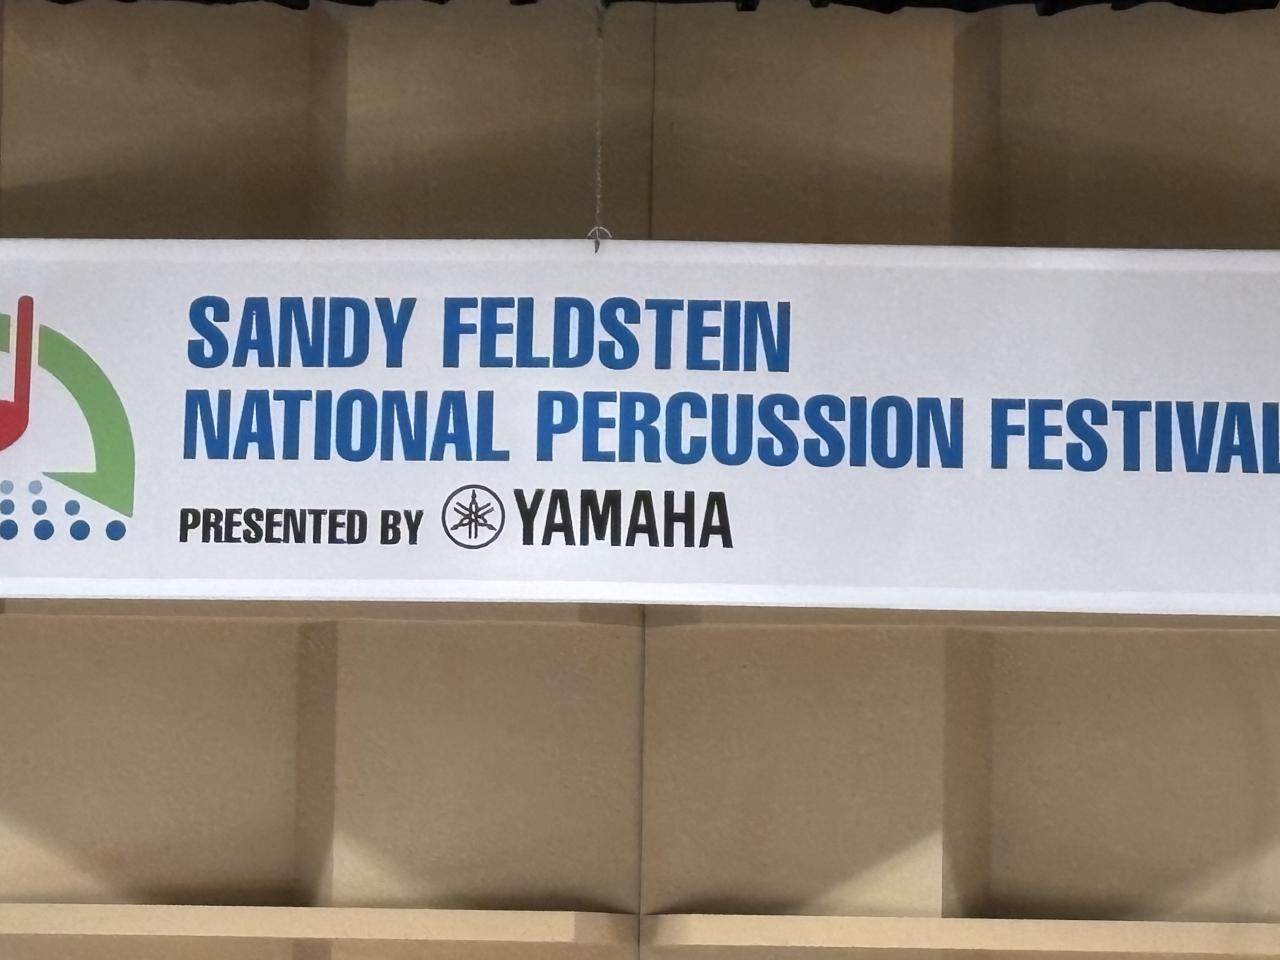 SANDY FELDSTEIN
NATIONAL PERCUSSION FESTIVAL
PRESENTED BY YAMAHA